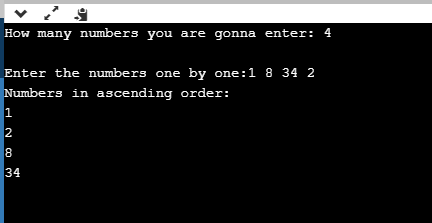 How many numbers you are gonna enter: 4
Enter the numbers one by one:1 8 34 2
Numbers in ascending order:
1
2
8
34